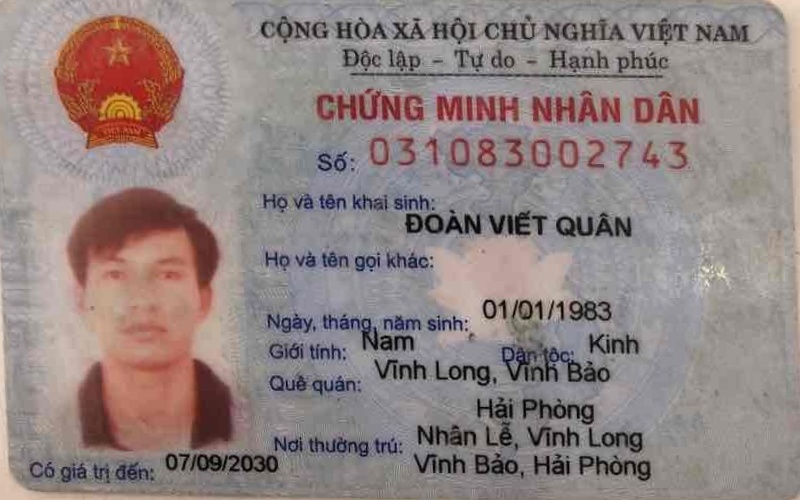 CỘNG HÒA XÃ HỘI CHỦ NGHĨA VIỆT NAM
Độc lập - Tự do - Hạnh phúc
CHỨNG MINH NHÂN DÂN
Số: 031083002743
Họ và tên khai sinh:
ĐOÀN VIẾT QUÂN
Họ và tên gọi khác:
Ngày, tháng, năm sinh: 01/01/1983
Giới tính: Nam Dân tộc: Kinh
Quê quán: Vĩnh Long, Vĩnh Bảo
Hải Phòng
Nơi thường trú: Nhân Lễ, Vĩnh Long
Vĩnh Bảo, Hải Phòng
Có giá trị đến: 07/09/2030